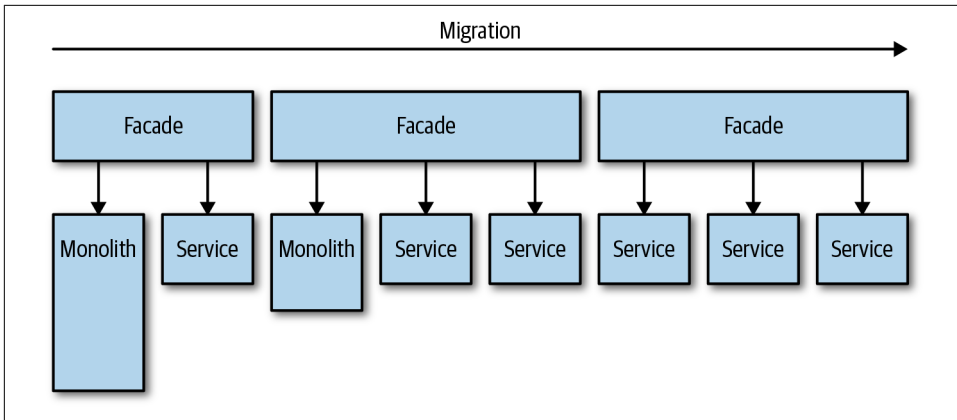 Migration
Facade
Facade
Facade
Monolith
Service
Monolith
Service
Service
Service
Service
Service